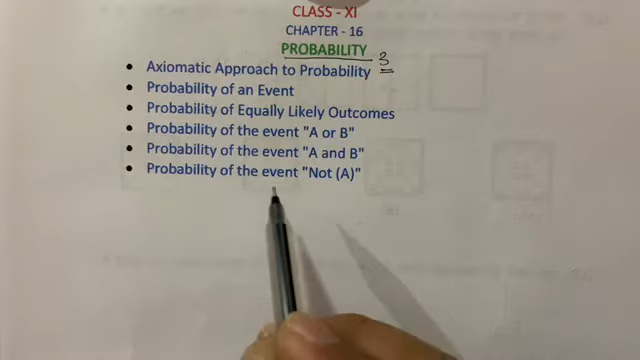 CLASS - XI
CHAPTER - 16
PROBABILITY
3
• Axiomatic Approach to Probability
• Probability of an Event
• Probability of Equally Likely Outcomes
• Probability of the event "A or B"
• Probability of the event "A and B"
• Probability of the event "Not (A)"